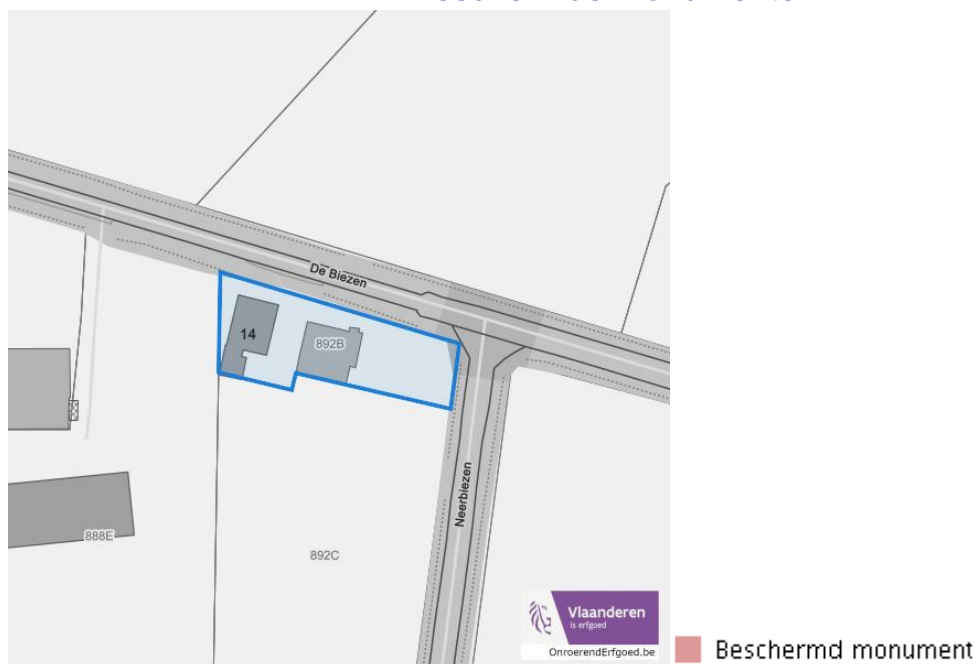 De Biezen
14
892B
Neerbiezen
888E
892C
Vlaanderen
is erfgoed
OnroerendErfgoed.be
Beschermd monument